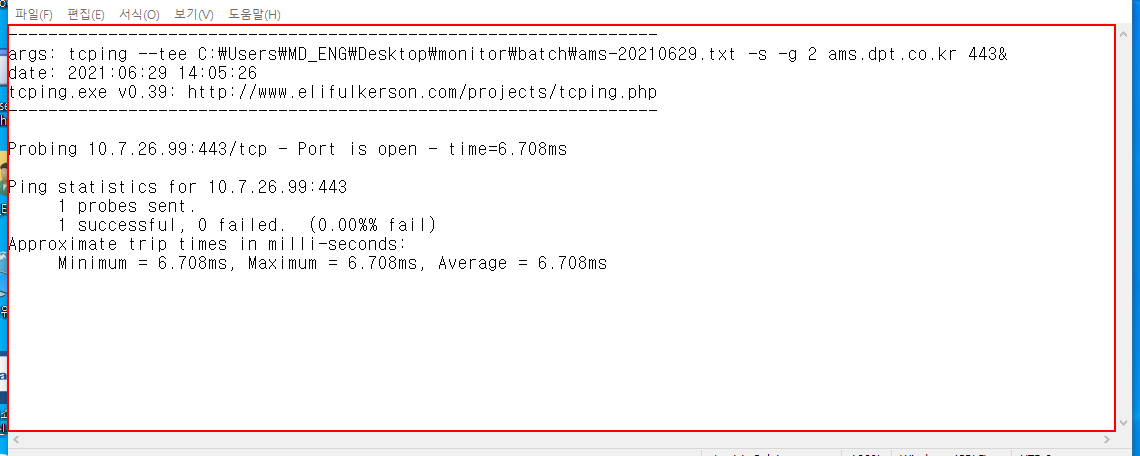 파일(F) 편집(E) 서식(O) 보기(V) 도움말(H)
-----------------------------------------------------------------
args: tcping --tee C:₩Users₩MD_ENG₩Desktop₩monitor₩batch₩ams-20210629.txt -s -g 2 ams.dpt.co.kr 443&
date: 2021:06:29 14:05:26
tcping.exe v0.39: http://www.elifulkerson.com/projects/tcping.php
-----------------------------------------------------------------
Probing 10.7.26.99:443/tcp - Port is open - time=6.708ms
Ping statistics for 10.7.26.99:443
1 probes sent.
1 successful, 0 failed.  (0.00%% fail)
Approximate trip times in milli-seconds:
Minimum = 6.708ms, Maximum = 6.708ms, Average = 6.708ms